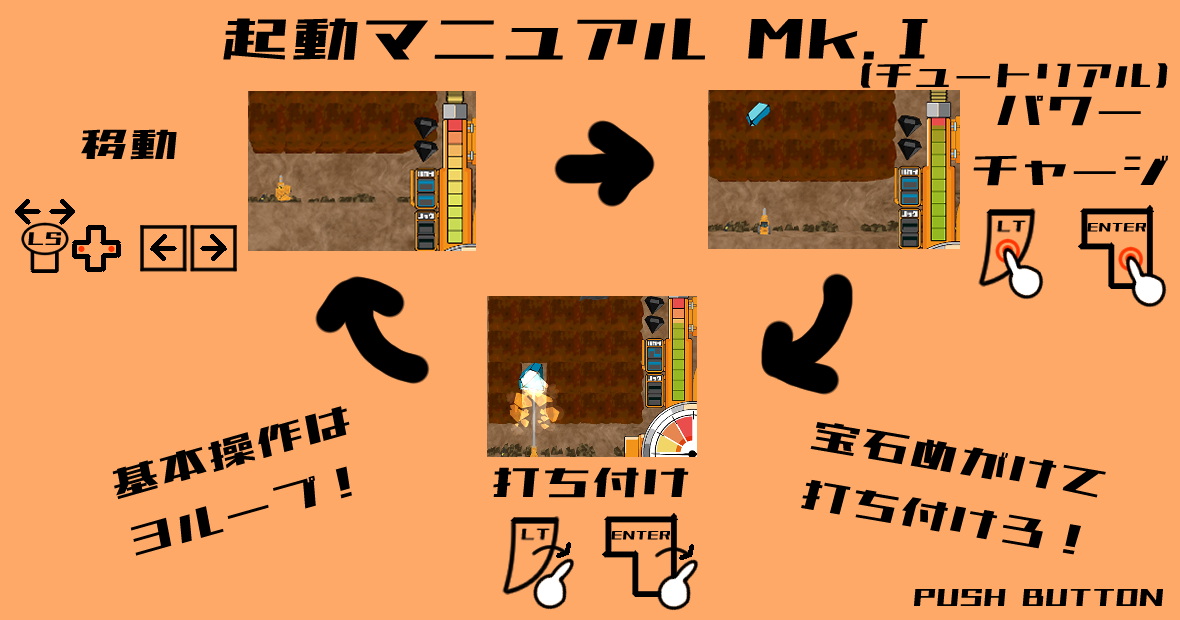 起動マニュアル Mk.I
(チュートリアル)
移動
LS
パワー
チャージ
LT
ENTER
打ち付け
LT
ENTER
宝石めがけて
打ち付けろ！
基本操作は
ループ！
PUSH BUTTON